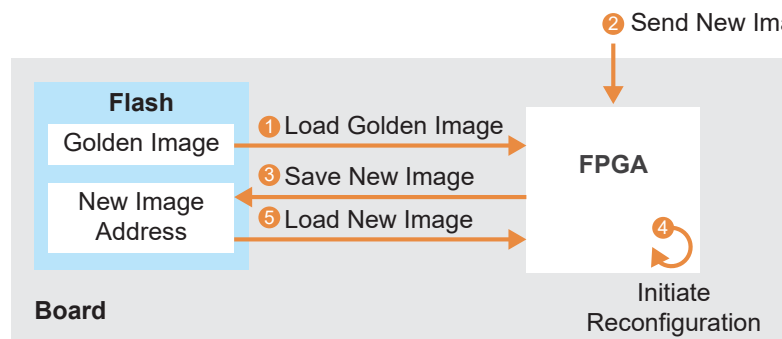 2 Send New
Flash
Golden Image
1 Load Golden Image
FPGA
3 Save New Image
New Image
Address
5 Load New Image
4
Initiate
Reconfiguration
Board